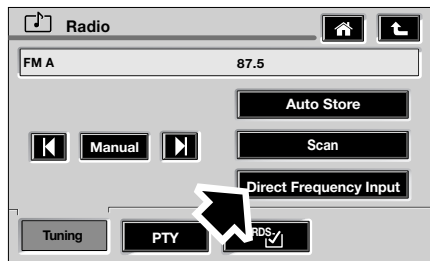 Radio
FM A 87.5
Auto Store
Manual Scan
Direct Frequency Input
Tuning PTY RDS